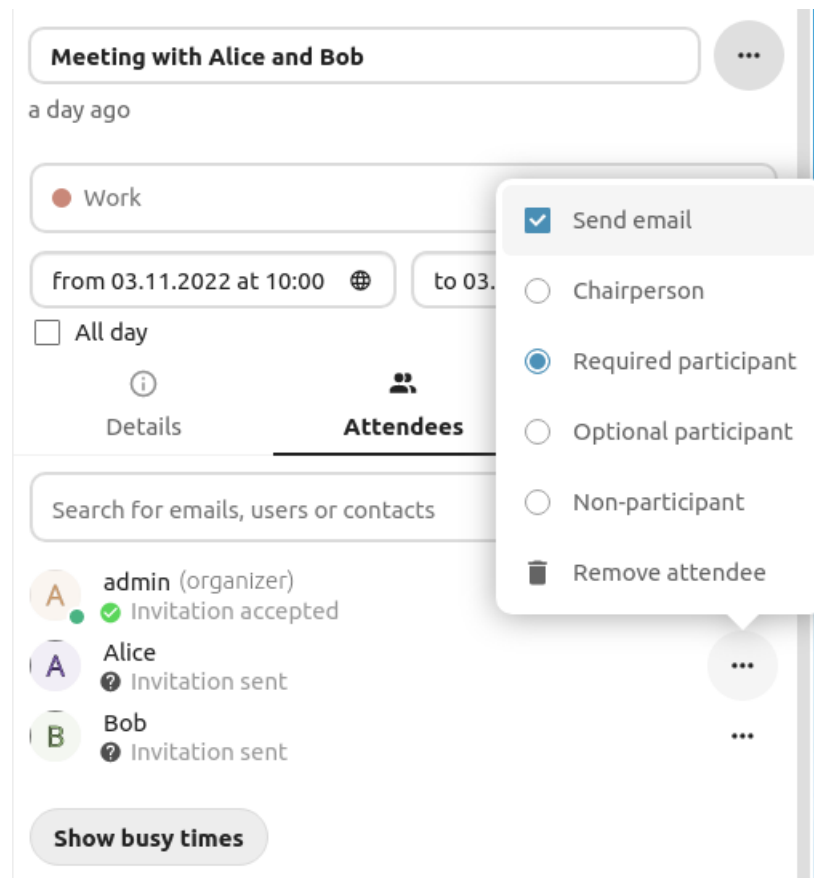 Meeting with Alice and Bob
a day ago
Work
from 03.11.2022 at 10:00
to 03.
All day
Details
Attendees
Send email
Chairperson
Required participant
Optional participant
Non-participant
Remove attendee
Search for emails, users or contacts
A
admin (organizer)
Invitation accepted
A
Alice
Invitation sent
B
Bob
Invitation sent
Show busy times